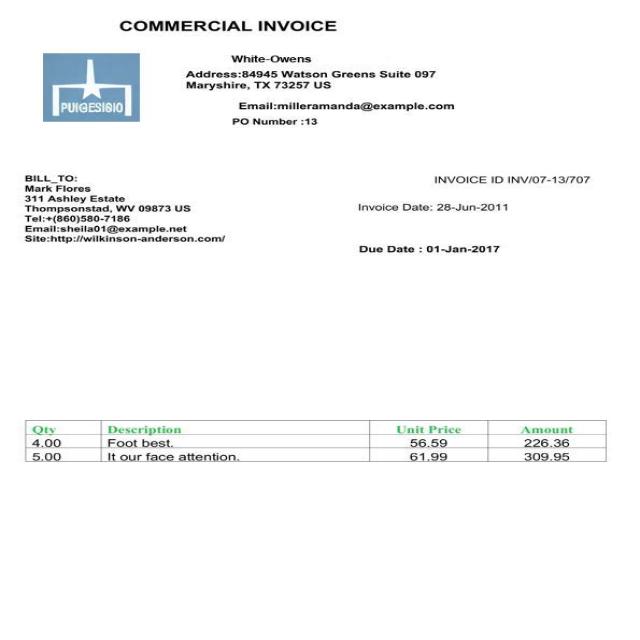 COMMERCIAL INVOICE
White-Owens
Address:84945 Watson Greens Suite 097
Maryshire, TX 73257 US
PUIGESIGIO
Email:milleramanda@example.com
PO Number :13
BILL_TO:
Mark Flores
311 Ashley Estate
Thompsonstad, WV 09873 US
Tel:+(860)580-7186
Email:sheila01@example.net
Site:http://wilkinson-anderson.com/
INVOICE ID INV/07-13/707
Invoice Date: 28-Jun-2011
Due Date : 01-Jan-2017
Qty Description Unit Price Amount
4.00 Foot best. 56.59 226.36
5.00 It our face attention. 61.99 309.95